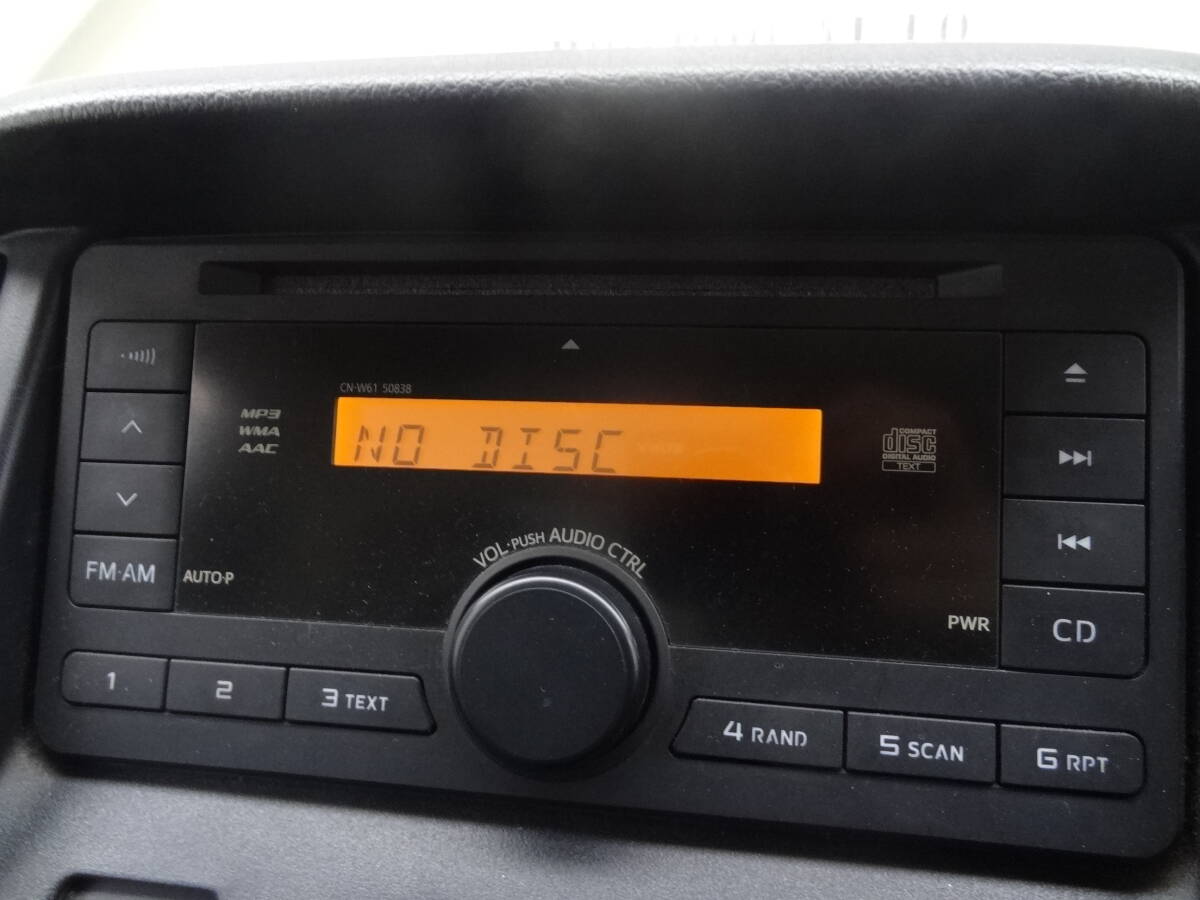 CN-W61 50838
MP3
WMA
AAC
NO DISC
COMPACT
disc
DIGITAL AUDIO
TEXT
VOL·PUSH AUDIO CTRL
FM·AM
AUTO·P
PWR
CD
1
2
3 TEXT
4 RAND
5 SCAN
6 RPT